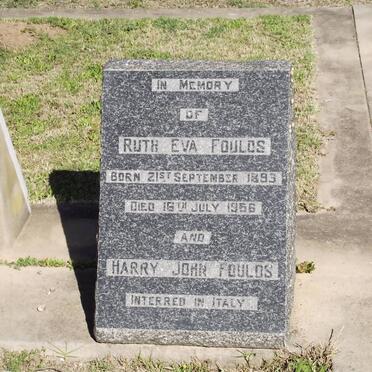 IN MEMORY
OF
RUTH EVA FOULDS
BORN 21ST SEPTEMBER 1893
DIED 16TH JULY 1956
AND
HARRY JOHN FOULDS
INTERRED IN ITALY